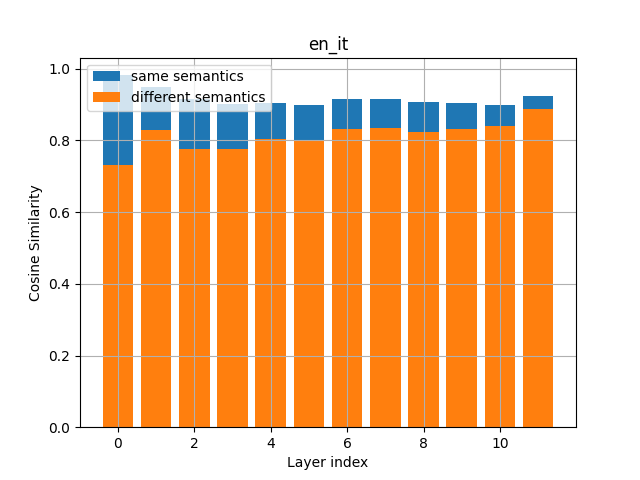 en_it
same semantics
different semantics
1.0
0.8
0.6
0.4
0.2
0.0
Cosine Similarity
0 2 4 6 8 10
Layer index